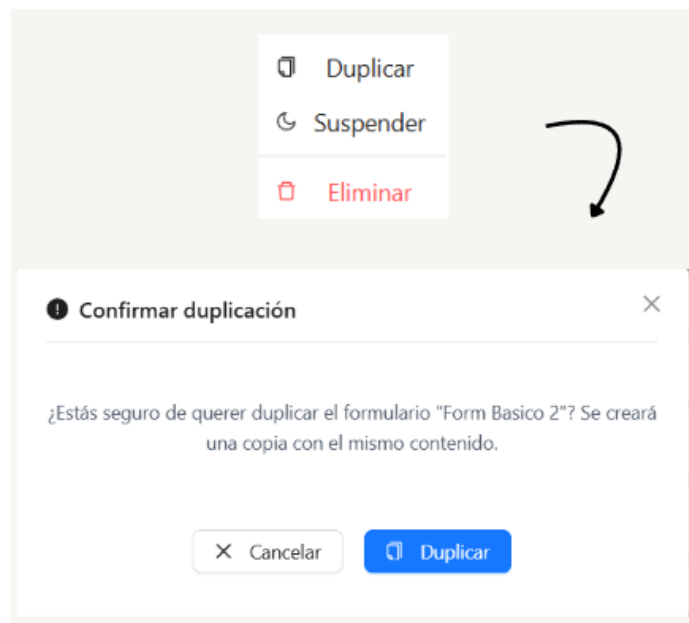 Duplicar
Suspender
Eliminar
Confirmar duplicación
¿Estás seguro de querer duplicar el formulario "Form Basico 2"? Se creará
una copia con el mismo contenido.
Cancelar
Duplicar